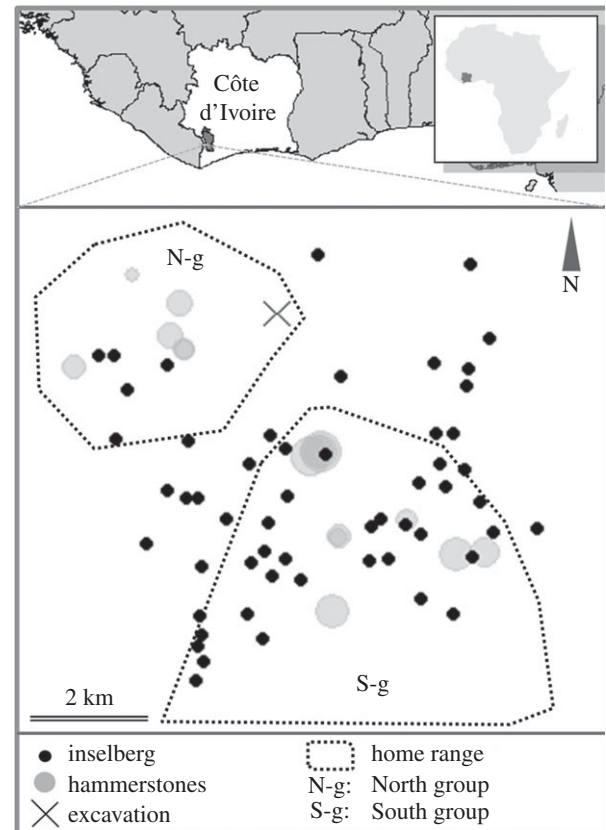 Côte
d’Ivoire
N-g
N
S-g
2 km
inselberg
hammerstones
excavation
home range
N-g: North group
S-g: South group